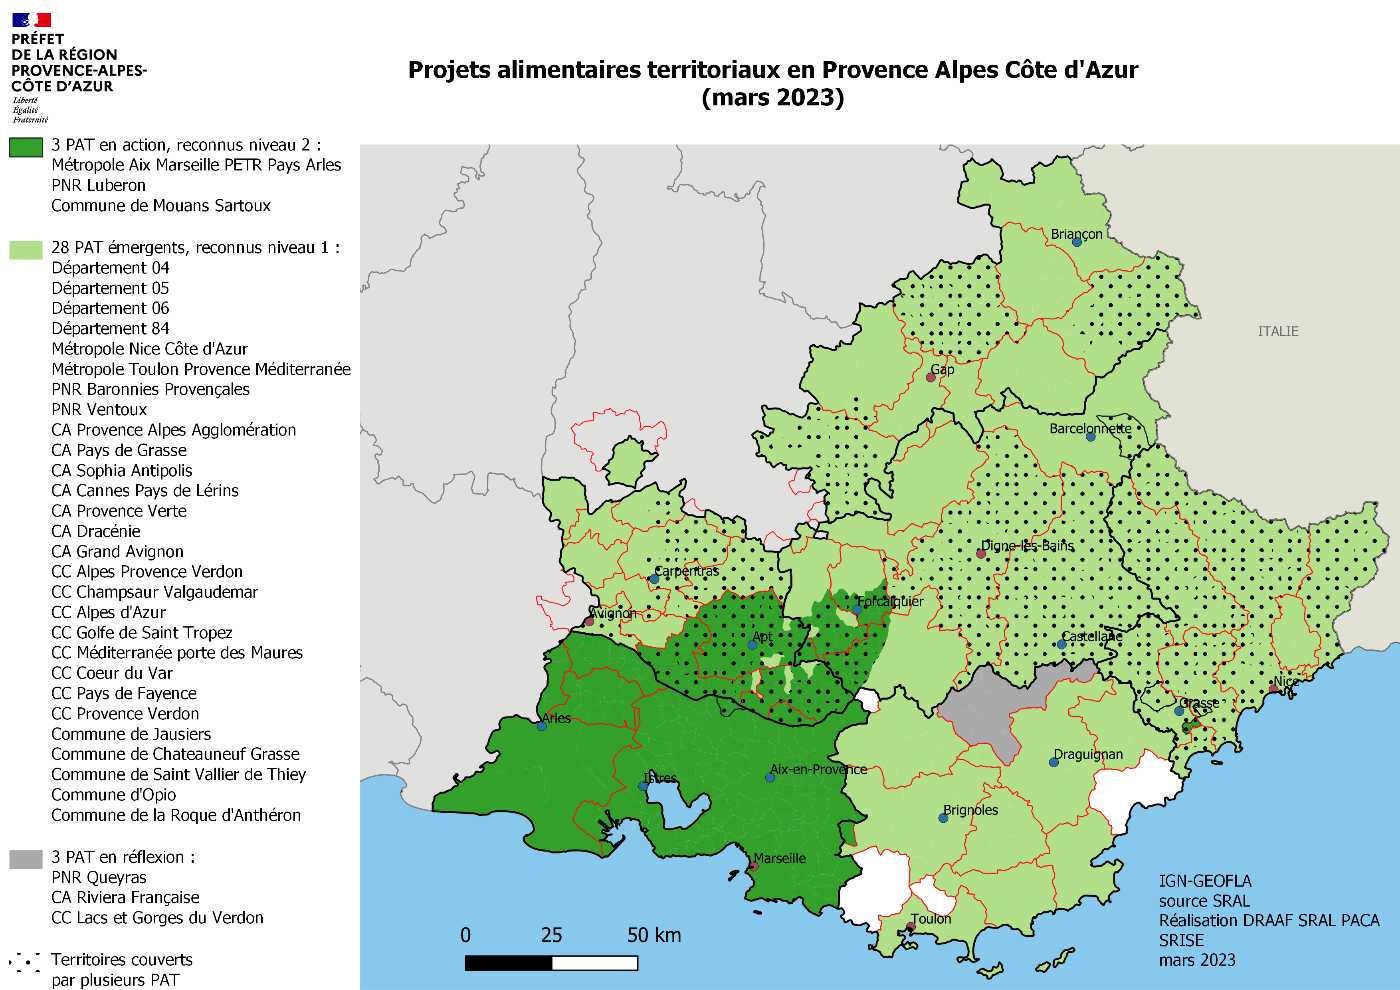 PRÉFET
DE LA RÉGION
PROVENCE-ALPES-
CÔTE D'AZUR
Liberté
Égalité
Fraternité
Projets alimentaires territoriaux en Provence Alpes Côte d'Azur
(mars 2023)
3 PAT en action, reconnus niveau 2 :
Métropole Aix Marseille PETR Pays Arles
PNR Luberon
Commune de Mouans Sartoux
28 PAT émergents, reconnus niveau 1 :
Département 04
Département 05
Département 06
Département 84
Métropole Nice Côte d'Azur
Métropole Toulon Provence Méditerranée
PNR Baronnies Provençales
PNR Ventoux
CA Provence Alpes Agglomération
CA Pays de Grasse
CA Sophia Antipolis
CA Cannes Pays de Lérins
CA Provence Verte
CA Dracénie
CA Grand Avignon
CC Alpes Provence Verdon
CC Champsaur Valgaudemar
CC Alpes d'Azur
CC Golfe de Saint Tropez
CC Méditerranée porte des Maures
CC Coeur du Var
CC Pays de Fayence
CC Provence Verdon
Commune de Jausiers
Commune de Chateauneuf Grasse
Commune de Saint Vallier de Thiey
Commune d'Opio
Commune de la Roque d'Anthéron
3 PAT en réflexion :
PNR Queyras
CA Riviera Française
CC Lacs et Gorges du Verdon
Territoires couverts
par plusieurs PAT
Briançon
ITALIE
Gap
Barcelonnette
Digne-les-Bains
Carpentras
Forcalquier
Avignon
Apt
Castellane
Nice
Grasse
Arles
Draguignan
Aix-en-Provence
Istres
Brignoles
Marseille
Toulon
0 25 50 km
IGN-GEOFLA
source SRAL
Réalisation DRAAF SRAL PACA
SRISE
mars 2023